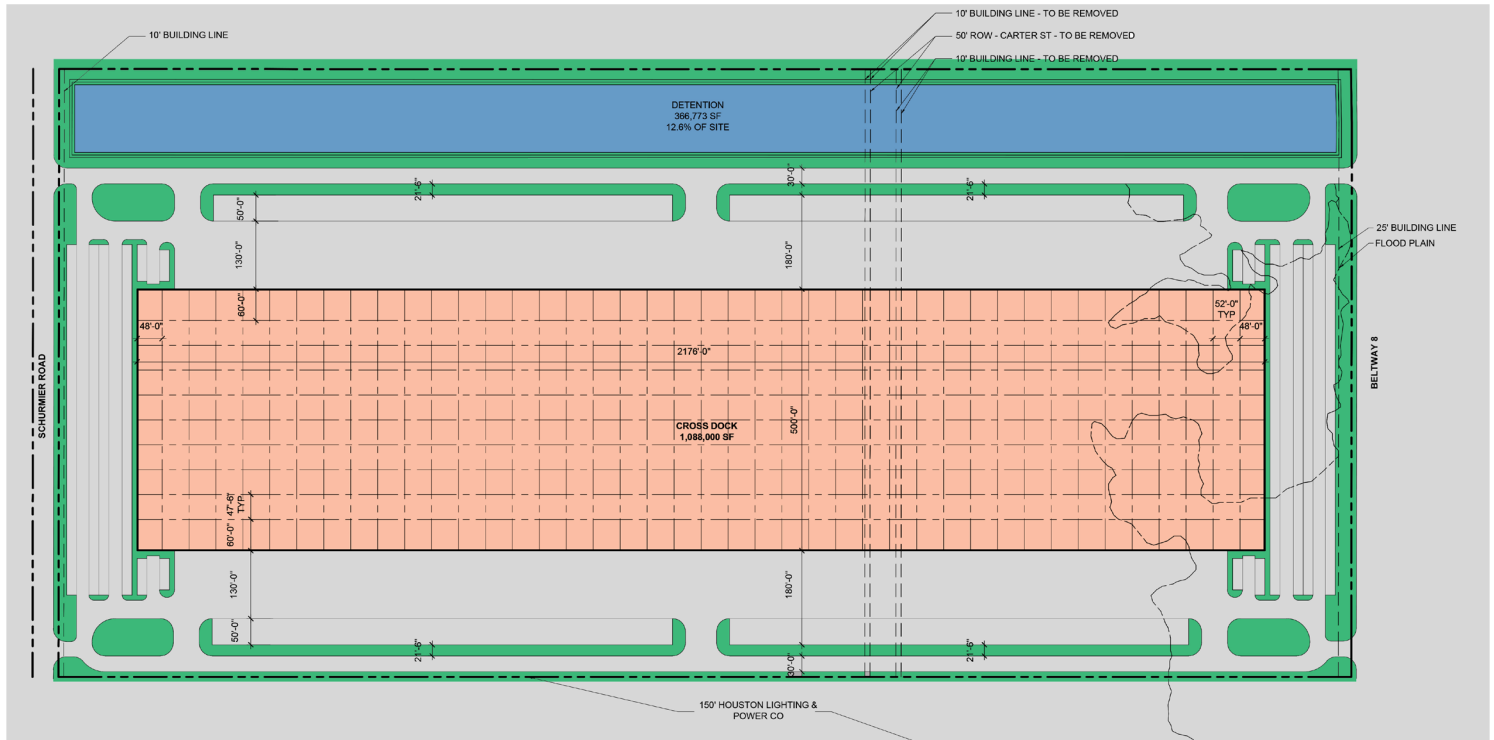 10' BUILDING LINE - TO BE REMOVED
10' BUILDING LINE
50' ROW - CARTER ST - TO BE REMOVED
10' BUILDING LINE - TO BE REMOVED
DETENTION
366,773 SF
12.6% OF SITE
30'-0"
21'-6"
21'-6"
50'-0"
130'-0"
180'-0"
25' BUILDING LINE
FLOOD PLAIN
60'-0"
48'-0"
52'-0"
TYP
48'-0"
2176'-0"
SCHURMIER ROAD
BELTWAY 8
500'-0"
CROSS DOCK
1,088,000 SF
47'-6"
TYP
60'-0"
130'-0"
180'-0"
50'-0"
21'-6"
21'-6"
30'-0"
150' HOUSTON LIGHTING &
POWER CO